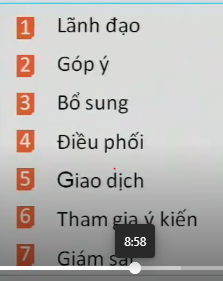 1 Lãnh đạo
2 Góp ý
3 Bổ sung
4 Điều phối
5 Giao dịch
6 Tham gia ý kiến
8:58
7 Giám sát